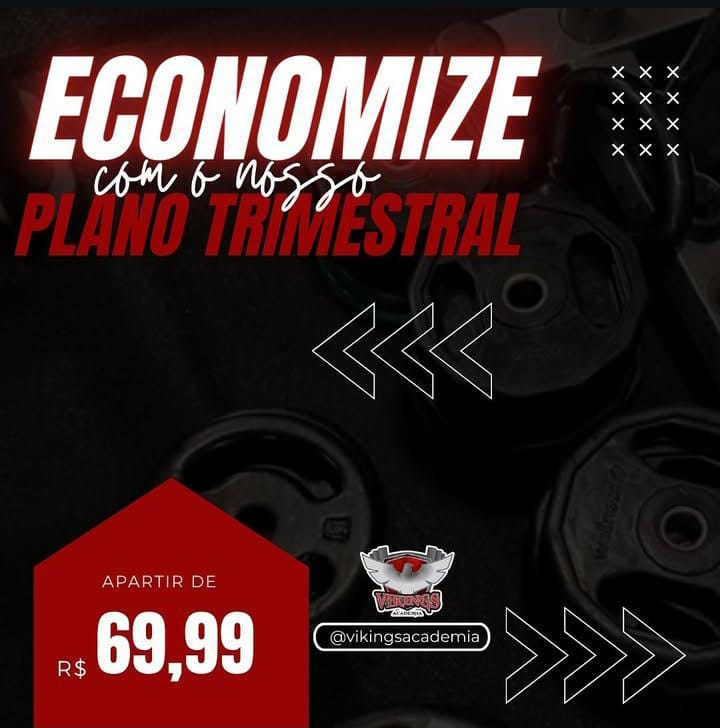 ECONOMIZE
com o nosso
PLANO TRIMESTRAL
APARTIR DE
R$ 69,99
VIKINGS
ACADEMIA
@vikingsacademia